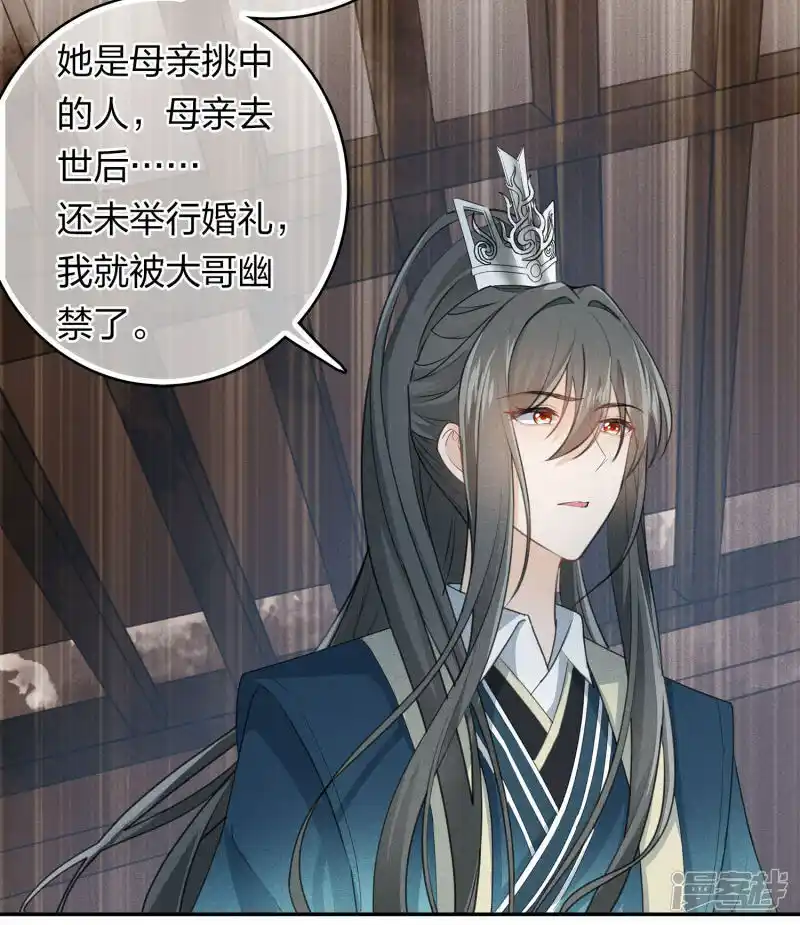 她是母亲挑中
的人，母亲去
世后……
还未举行婚礼，
我就被大哥幽
禁了。
漫客栈